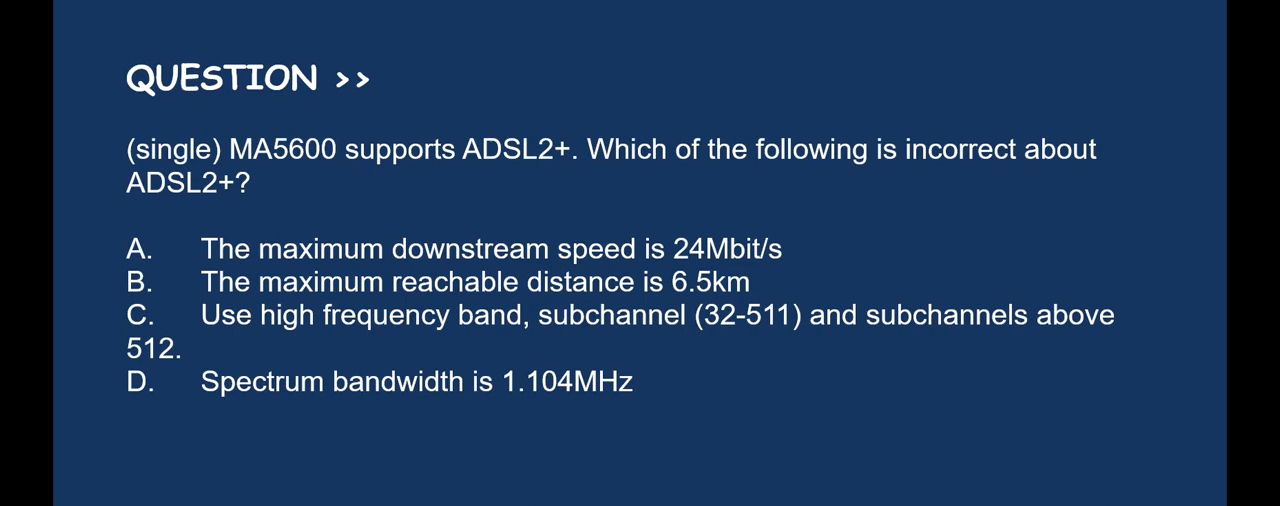 QUESTION >>
(single) MA5600 supports ADSL2+. Which of the following is incorrect about
ADSL2+?
A. The maximum downstream speed is 24Mbit/s
B. The maximum reachable distance is 6.5km
C. Use high frequency band, subchannel (32-511) and subchannels above
512.
D. Spectrum bandwidth is 1.104MHz